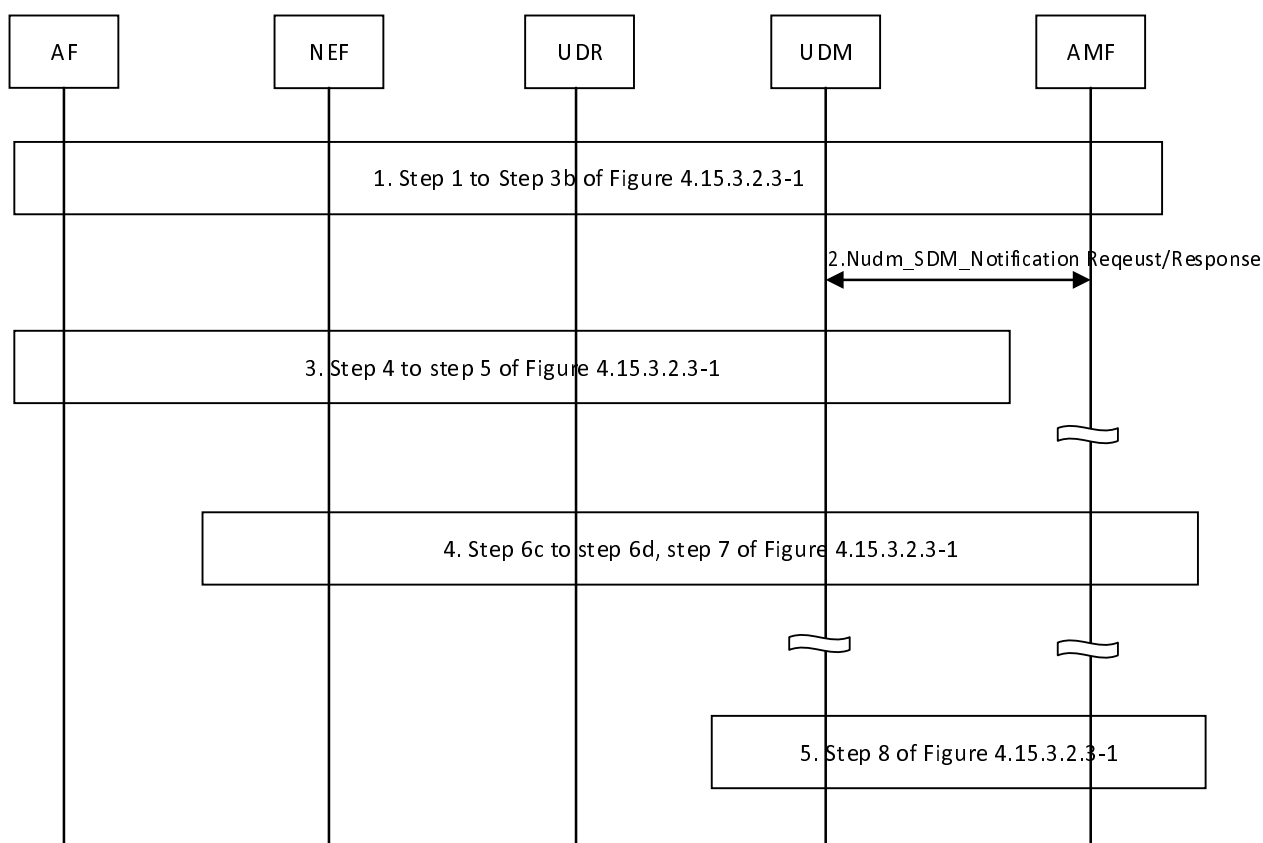 AF
NEF
UDR
UDM
AMF
1. Step 1 to Step 3b of Figure 4.15.3.2.3-1
2.Nudm_SDM_Notification Reqeust/Response
3. Step 4 to step 5 of Figure 4.15.3.2.3-1
4. Step 6c to step 6d, step 7 of Figure 4.15.3.2.3-1
5. Step 8 of Figure 4.15.3.2.3-1